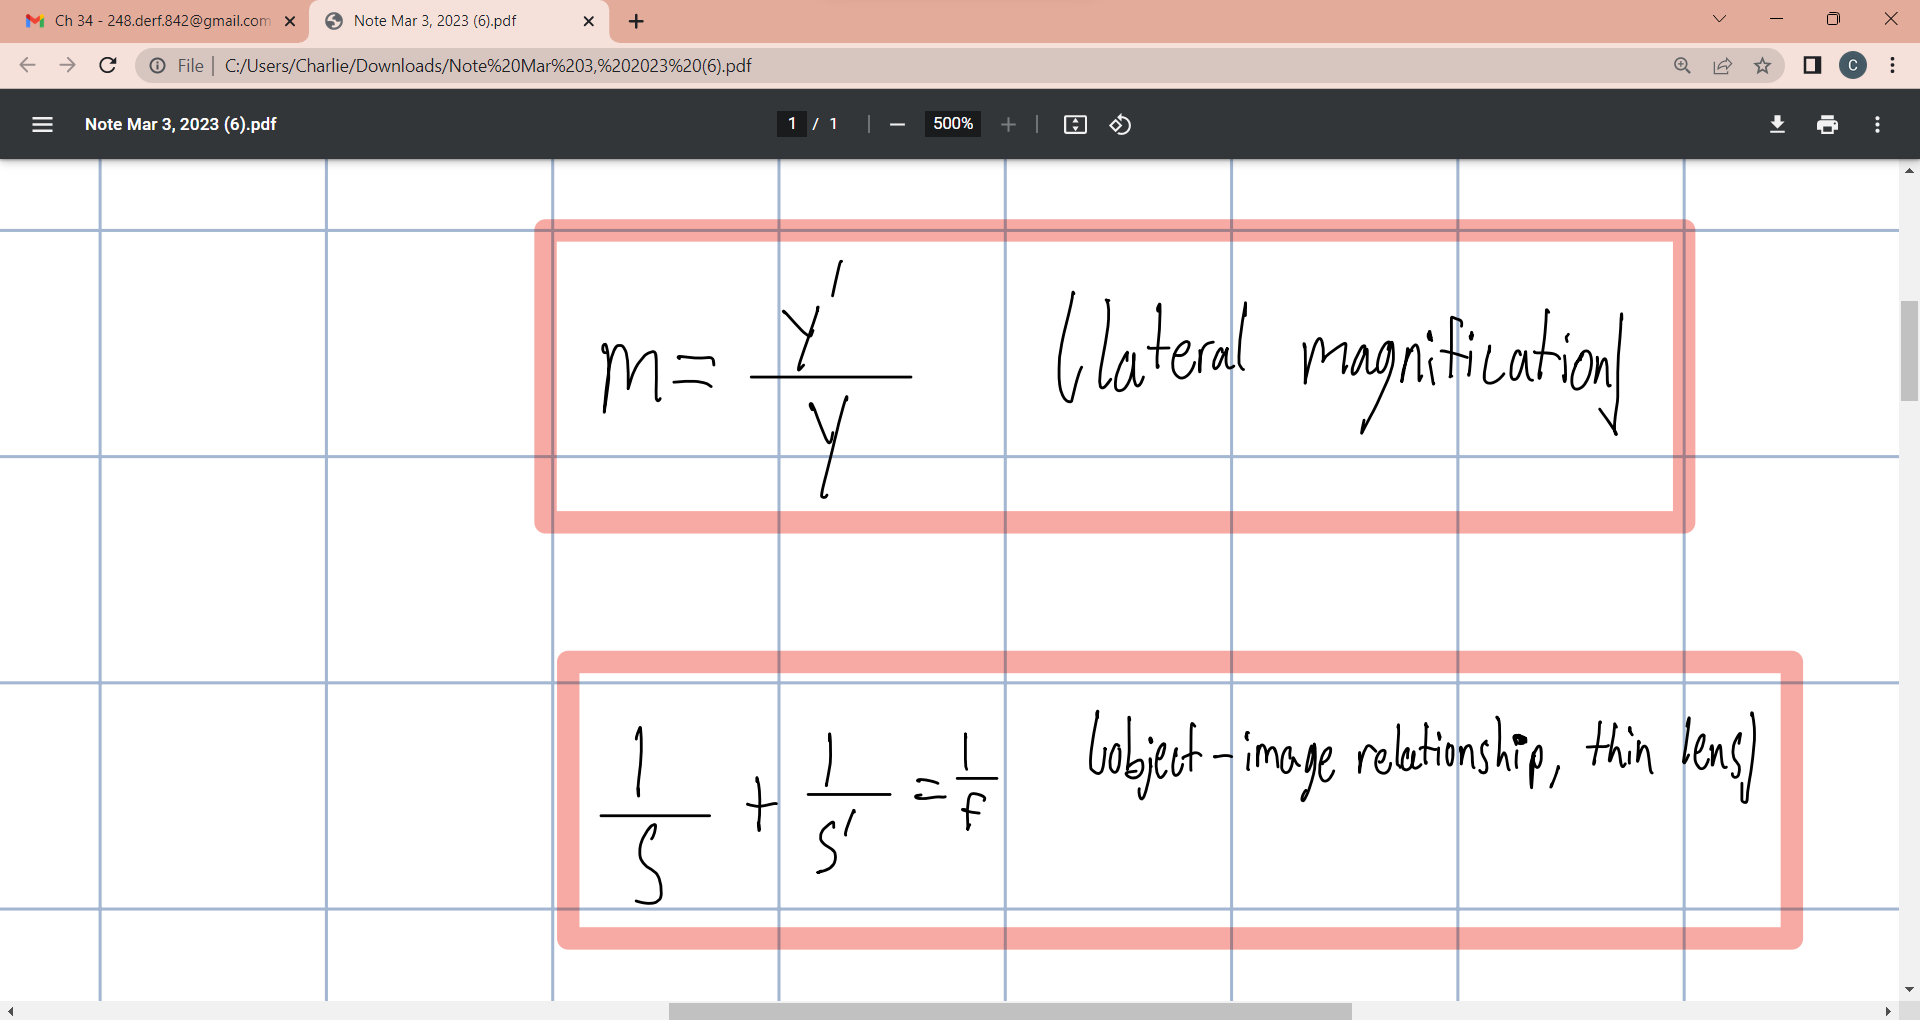 Ch 34 - 248.derf.842@gmail.com
Note Mar 3, 2023 (6).pdf
File | C:/Users/Charlie/Downloads/Note%20Mar%203,%202023%20(6).pdf
C
Note Mar 3, 2023 (6).pdf
1 / 1
500%
m = y' / y (lateral magnification)
1/s + 1/s' = 1/f (object-image relationship, thin lens)